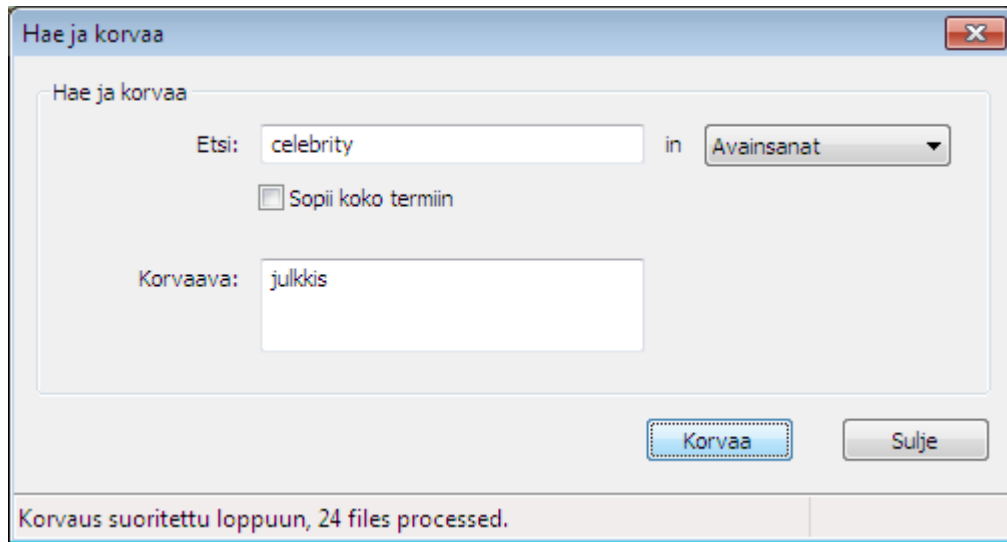 Hae ja korvaa
Hae ja korvaa
Etsi: celebrity in Avainsanat
Sopii koko termiin
Korvaava: julkkis
Korvaa Sulje
Korvaus suoritettu loppuun, 24 files processed.